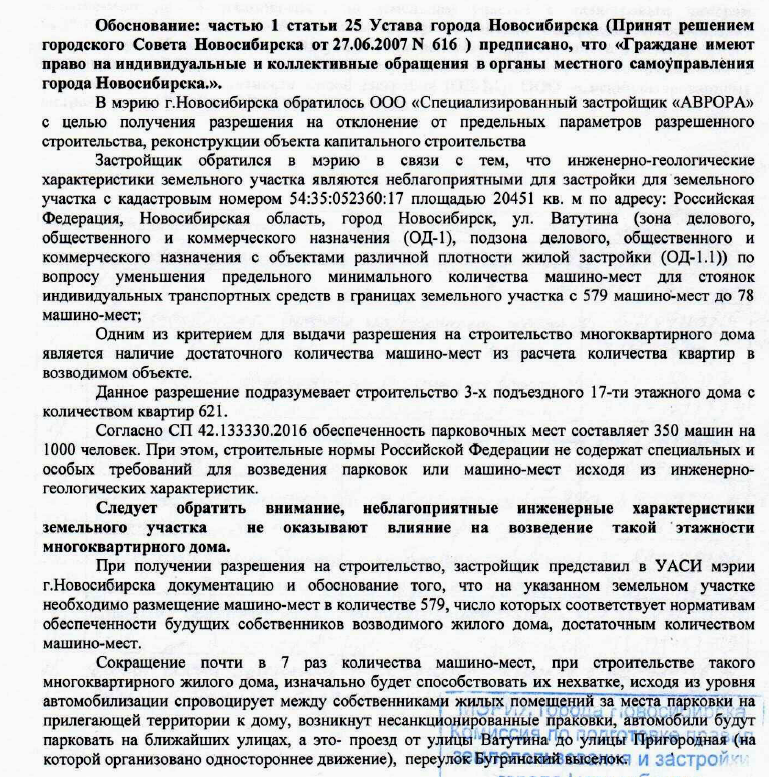 Обоснование: частью 1 статьи 25 Устава города Новосибирска (Принят решением
городского Совета Новосибирска от 27.06.2007 N 616 ) предписано, что «Граждане имеют
право на индивидуальные и коллективные обращения в органы местного самоуправления
города Новосибирска.».
В мэрию г.Новосибирска обратилось ООО «Специализированный застройщик «АВРОРА»
с целью получения разрешения на отклонение от предельных параметров разрешенного
строительства, реконструкции объекта капитального строительства
Застройщик обратился в мэрию в связи с тем, что инженерно-геологические
характеристики земельного участка являются неблагоприятными для застройки для земельного
участка с кадастровым номером 54:35:052360:17 площадью 20451 кв. м по адресу: Российская
Федерация, Новосибирская область, город Новосибирск, ул. Ватутина (зона делового,
общественного и коммерческого назначения (ОД-1), подзона делового, общественного и
коммерческого назначения с объектами различной плотности жилой застройки (ОД-1.1)) по
вопросу уменьшения предельного минимального количества машино-мест для стоянок
индивидуальных транспортных средств в границах земельного участка с 579 машино-мест до 78
машино-мест;
Одним из критерием для выдачи разрешения на строительство многоквартирного дома
является наличие достаточного количества машино-мест из расчета количества квартир в
возводимом объекте.
Данное разрешение подразумевает строительство 3-х подъездного 17-ти этажного дома с
количеством квартир 621.
Согласно СП 42.133330.2016 обеспеченность парковочных мест составляет 350 машин на
1000 человек. При этом, строительные нормы Российской Федерации не содержат специальных и
особых требований для возведения парковок или машино-мест исходя из инженерно-
геологических характеристик.
Следует обратить внимание, неблагоприятные инженерные характеристики
земельного участка не оказывают влияние на возведение такой этажности
многоквартирного дома.
При получении разрешения на строительство, застройщик представил в УАСИ мэрии
г.Новосибирска документацию и обоснование того, что на указанном земельном участке
необходимо размещение машино-мест в количестве 579, число которых соответствует нормативам
обеспеченности будущих собственников возводимого жилого дома, достаточным количеством
машино-мест.
Сокращение почти в 7 раз количества машино-мест, при строительстве такого
многоквартирного жилого дома, изначально будет способствовать их нехватке, исходя из уровня
автомобилизации спровоцирует между собственниками жилых помещений за места парковки на
прилегающей территории к дому, возникнут несанкционированные парковки, автомобили будут
парковать на ближайших улицах, а это- проезд от улицы Ватутина до улицы Пригородная (на
которой организовано одностороннее движение), переулок Бугринский выселок.
города Новосибирска
Комиссия по подготовке правил
землепользования и застройки